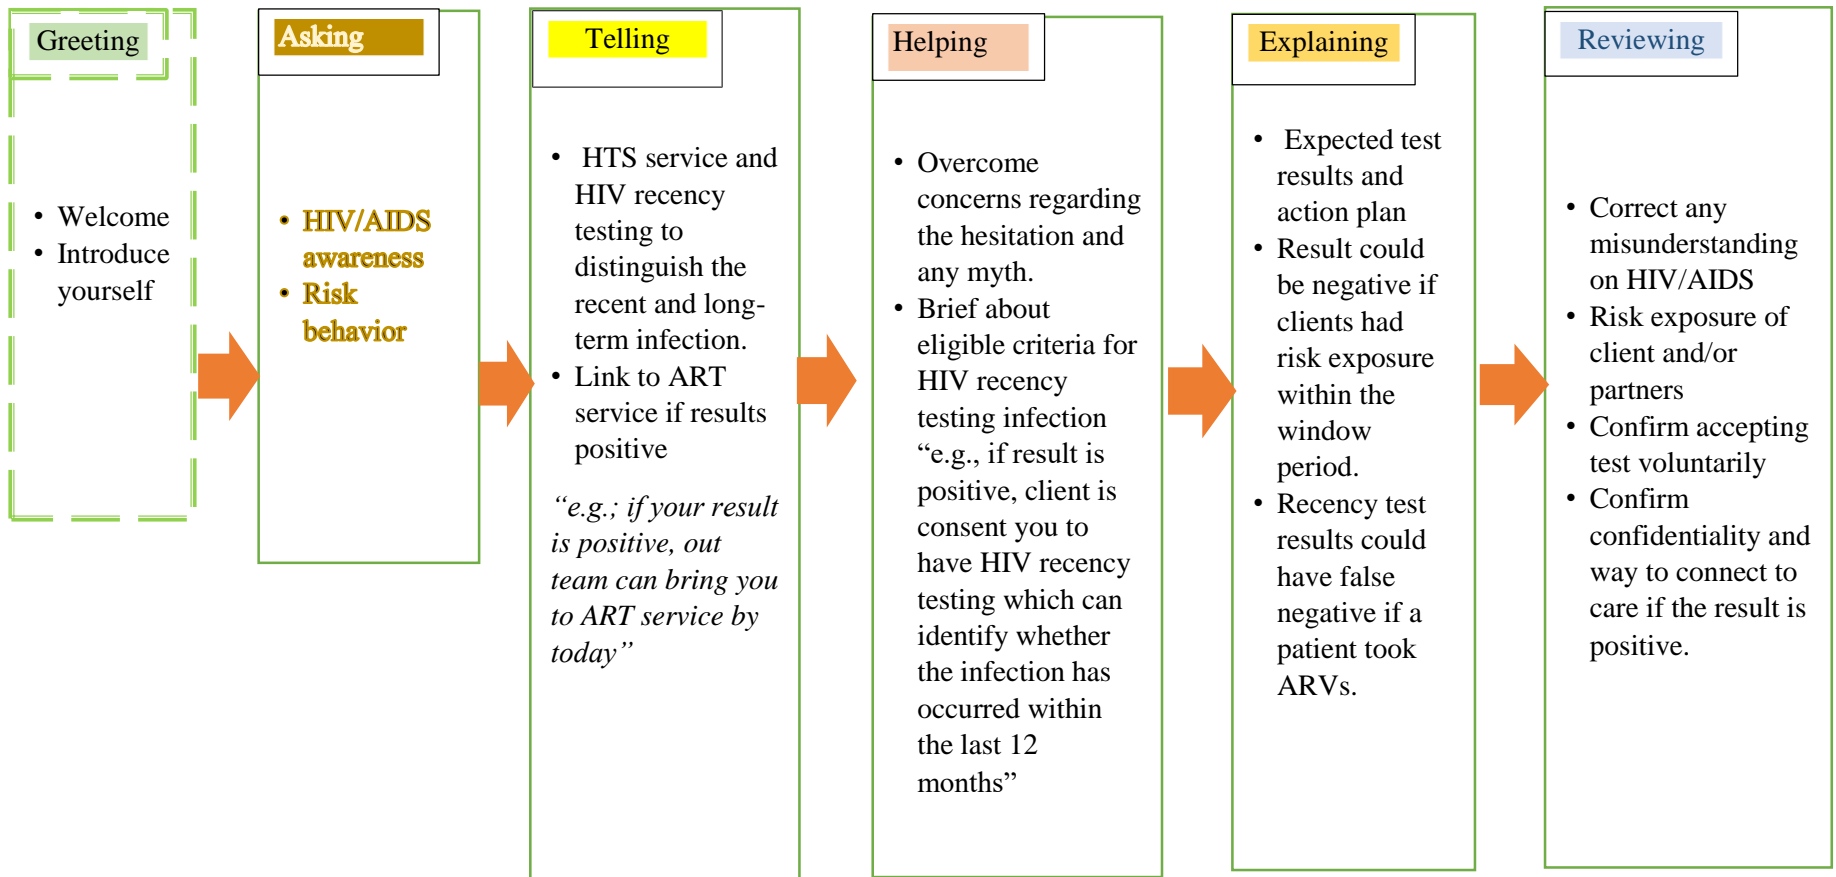 Greeting
• Welcome
• Introduce
yourself
Asking
• HIV/AIDS
awareness
• Risk
behavior
Telling
• HTS service and
HIV recency
testing to
distinguish the
recent and long-
term infection.
• Link to ART
service if results
positive
“e.g.; if your result
is positive, out
team can bring you
to ART service by
today”
Helping
• Overcome
concerns regarding
the hesitation and
any myth.
• Brief about
eligible criteria for
HIV recency
testing infection
“e.g., if result is
positive, client is
consent you to
have HIV recency
testing which can
identify whether
the infection has
occurred within
the last 12
months”
Explaining
• Expected test
results and
action plan
• Result could
be negative if
clients had
risk exposure
within the
window
period.
• Recency test
results could
have false
negative if a
patient took
ARVs.
Reviewing
• Correct any
misunderstanding
on HIV/AIDS
• Risk exposure of
client and/or
partners
• Confirm accepting
test voluntarily
• Confirm
confidentiality and
way to connect to
care if the result is
positive.